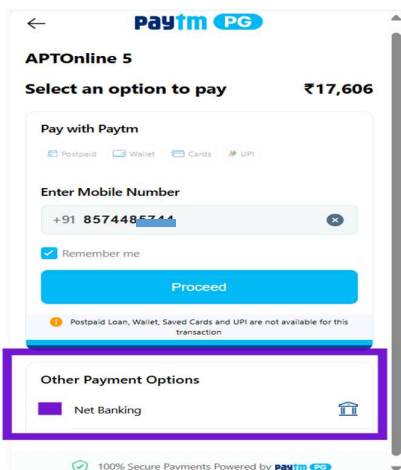 paytm PG
APTOnline 5
Select an option to pay ₹17,606
Pay with Paytm
Postpaid Wallet Cards UPI
Enter Mobile Number
+91
Remember me
Proceed
Postpaid Loan, Wallet, Saved Cards and UPI are not available for this
transaction
Other Payment Options
Net Banking
100% Secure Payments Powered by paytm PG